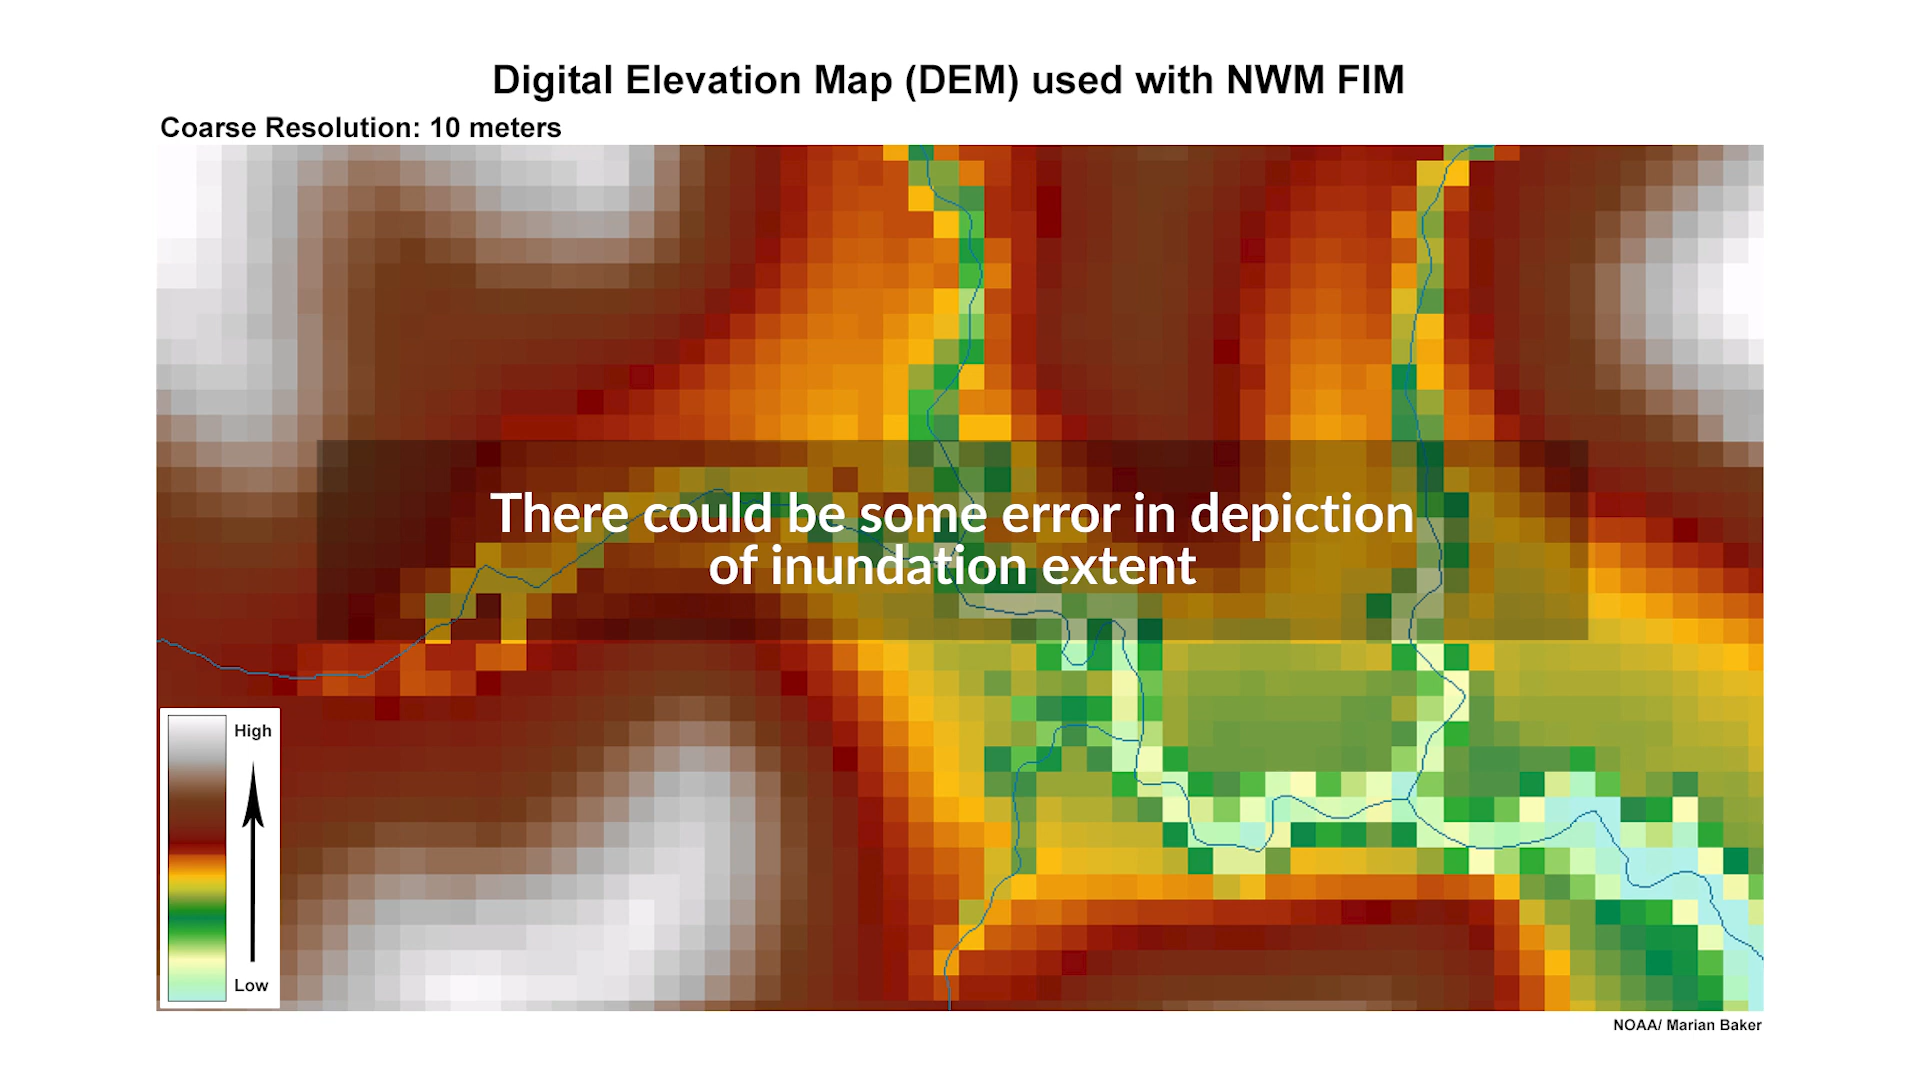 Digital Elevation Map (DEM) used with NWM FIM
Coarse Resolution: 10 meters
There could be some error in depiction
of inundation extent
High
Low
NOAA/ Marian Baker